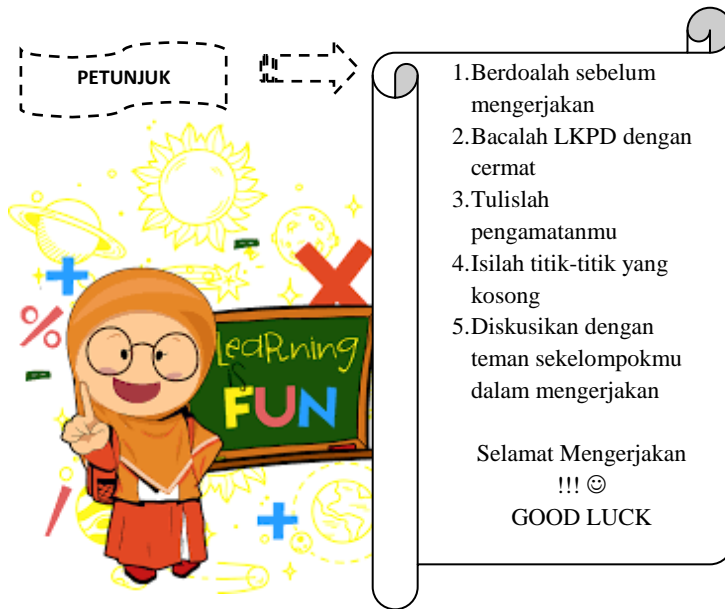 PETUNJUK
1.Berdoalah sebelum
mengerjakan
2.Bacalah LKPD dengan
cermat
3.Tulislah
pengamatanmu
4.Isilah titik-titik yang
kosong
5.Diskusikan dengan
teman sekelompokmu
dalam mengerjakan
Selamat Mengerjakan
!!! ☺
GOOD LUCK
LeaRning
is
FUN